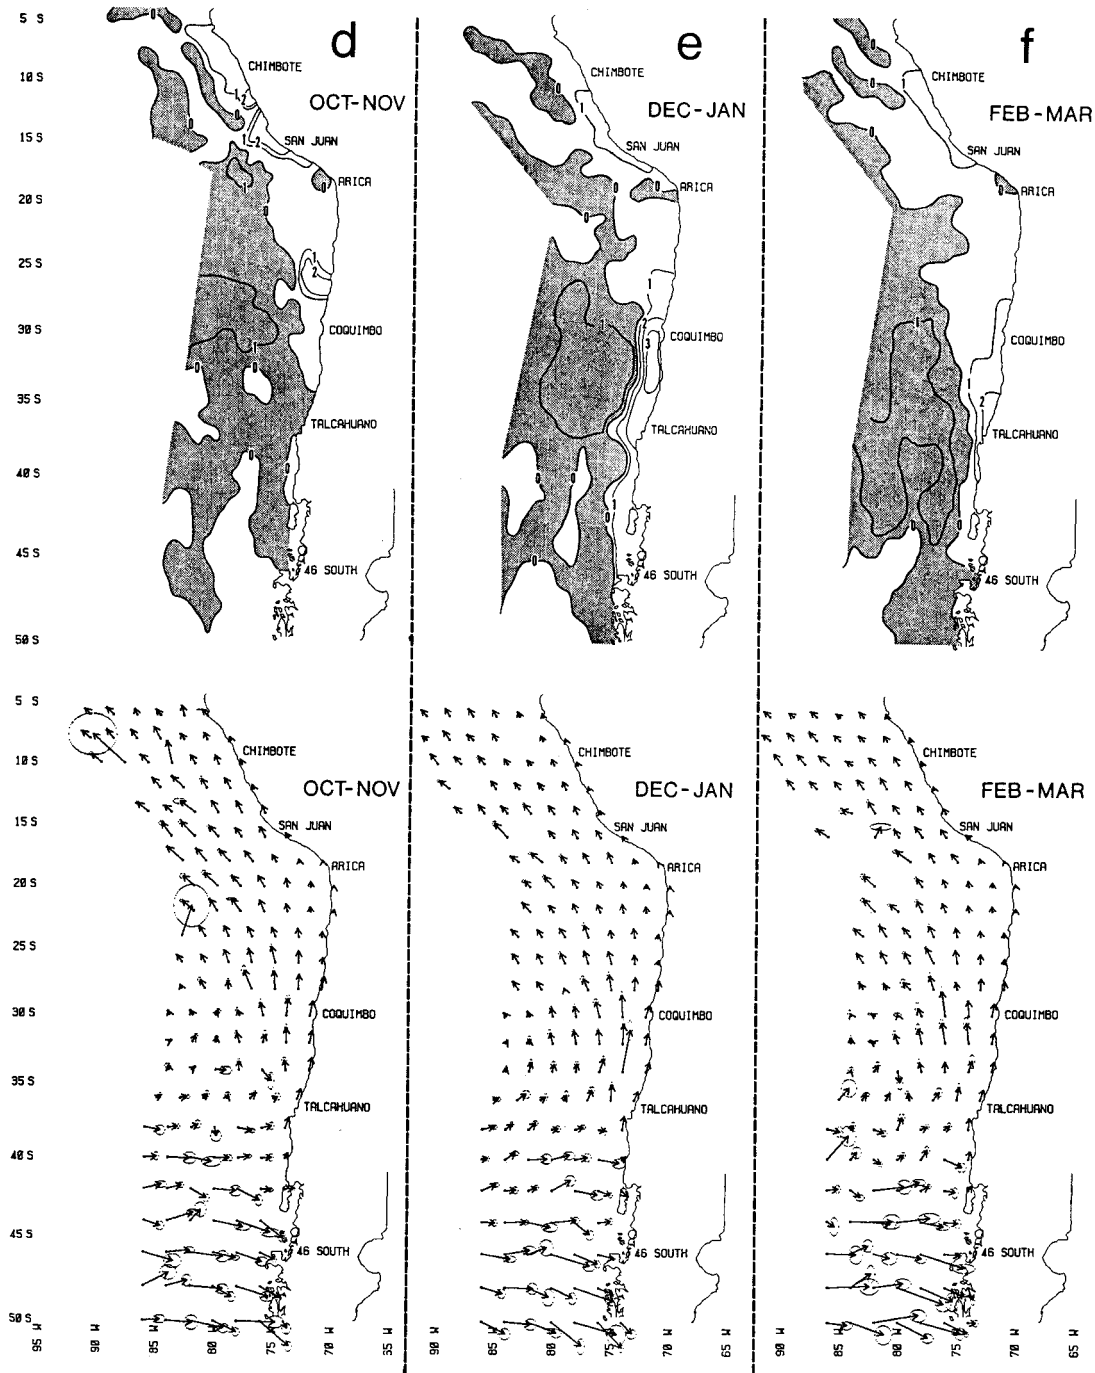 5 S
10 S
15 S
20 S
25 S
30 S
35 S
40 S
45 S
50 S
d
CHIMBOTE
OCT-NOV
SAN JUAN
ARICA
COQUIMBO
TALCAHUANO
46 SOUTH
e
CHIMBOTE
DEC-JAN
SAN JUAN
ARICA
COQUIMBO
TALCAHUANO
46 SOUTH
f
CHIMBOTE
FEB-MAR
SAN JUAN
ARICA
COQUIMBO
TALCAHUANO
46 SOUTH
5 S
10 S
15 S
20 S
25 S
30 S
35 S
40 S
45 S
50 S
CHIMBOTE
OCT-NOV
SAN JUAN
ARICA
COQUIMBO
TALCAHUANO
46 SOUTH
CHIMBOTE
DEC-JAN
SAN JUAN
ARICA
COQUIMBO
TALCAHUANO
46 SOUTH
CHIMBOTE
FEB-MAR
SAN JUAN
ARICA
COQUIMBO
TALCAHUANO
46 SOUTH
95 W
90 W
85 W
80 W
75 W
70 W
65 W
90 W
85 W
80 W
75 W
70 W
65 W
90 W
85 W
80 W
75 W
70 W
65 W